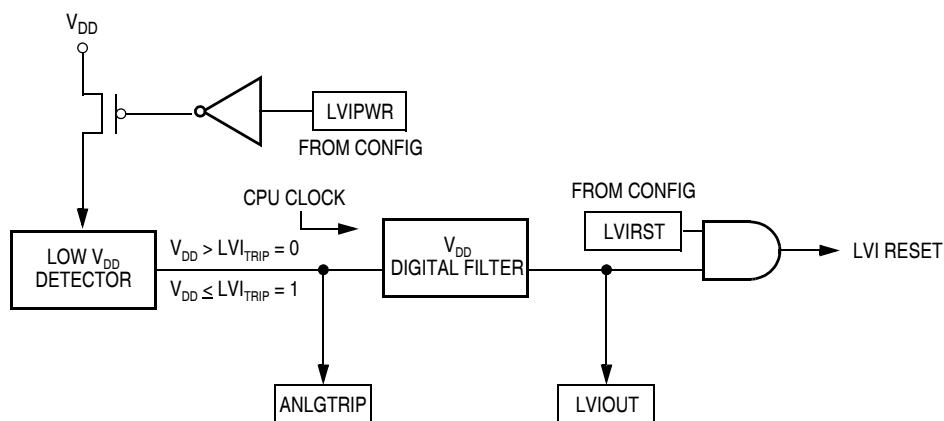 VDD
LVIPWR
FROM CONFIG
CPU CLOCK
FROM CONFIG
LVIRST
LOW VDD
DETECTOR
VDD > LVITRIP = 0
VDD ≤ LVITRIP = 1
VDD
DIGITAL FILTER
LVI RESET
ANLGTRIP
LVIOUT